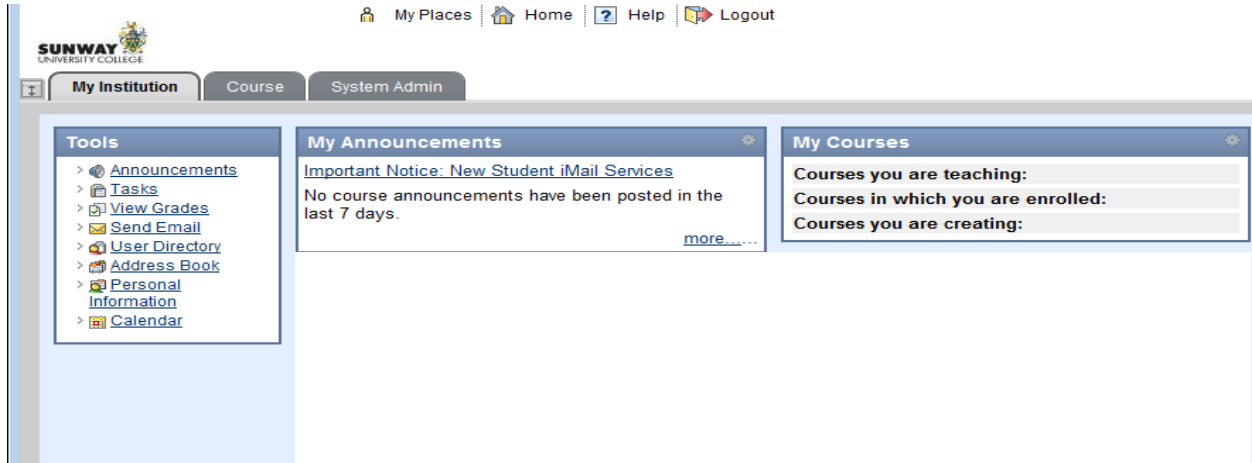 My Places Home Help Logout
SUNWAY
UNIVERSITY COLLEGE
My Institution Course System Admin
Tools
Announcements
Tasks
View Grades
Send Email
User Directory
Address Book
Personal
Information
Calendar
My Announcements
Important Notice: New Student iMail Services
No course announcements have been posted in the
last 7 days.
more......
My Courses
Courses you are teaching:
Courses in which you are enrolled:
Courses you are creating: